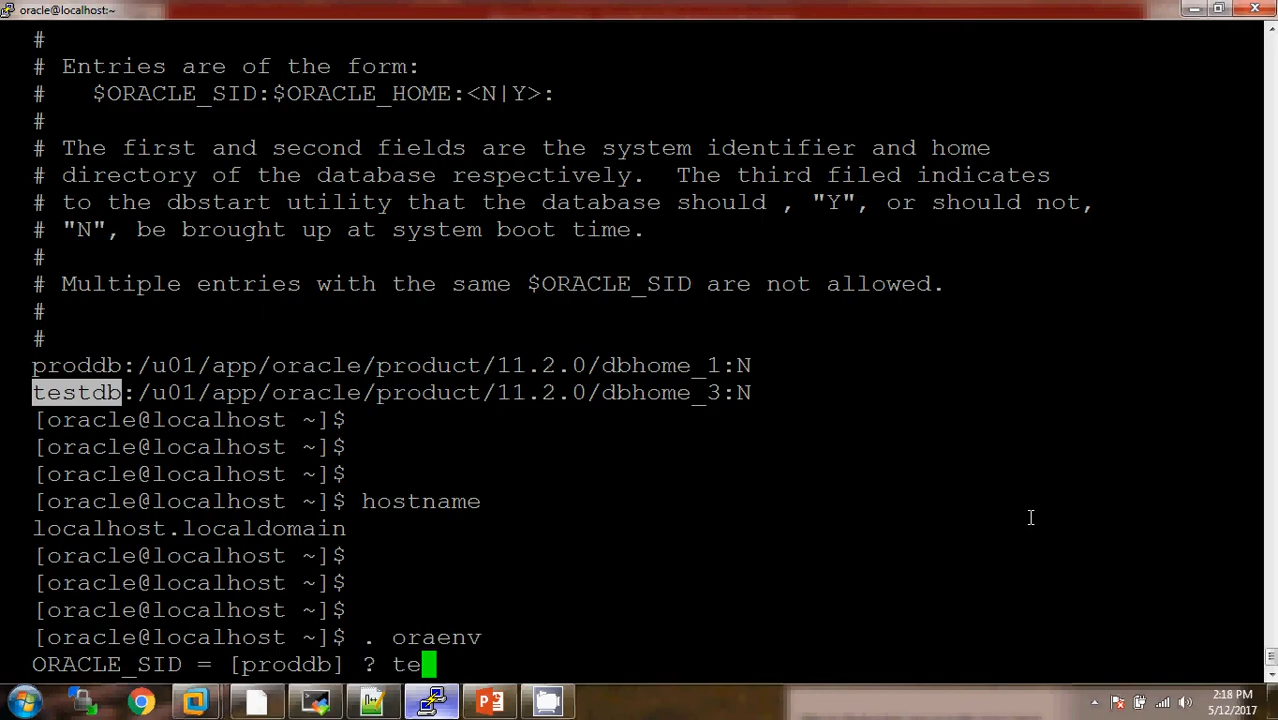 oracle@localhost:~
#
# Entries are of the form:
#   $ORACLE_SID:$ORACLE_HOME:<N|Y>:
#
# The first and second fields are the system identifier and home
# directory of the database respectively.  The third filed indicates
# to the dbstart utility that the database should , "Y", or should not,
# "N", be brought up at system boot time.
#
# Multiple entries with the same $ORACLE_SID are not allowed.
#
#
proddb:/u01/app/oracle/product/11.2.0/dbhome_1:N
testdb:/u01/app/oracle/product/11.2.0/dbhome_3:N
[oracle@localhost ~]$
[oracle@localhost ~]$
[oracle@localhost ~]$
[oracle@localhost ~]$ hostname
localhost.localdomain
[oracle@localhost ~]$
[oracle@localhost ~]$
[oracle@localhost ~]$
[oracle@localhost ~]$ . oraenv
ORACLE_SID = [proddb] ? te
2:18 PM
5/12/2017